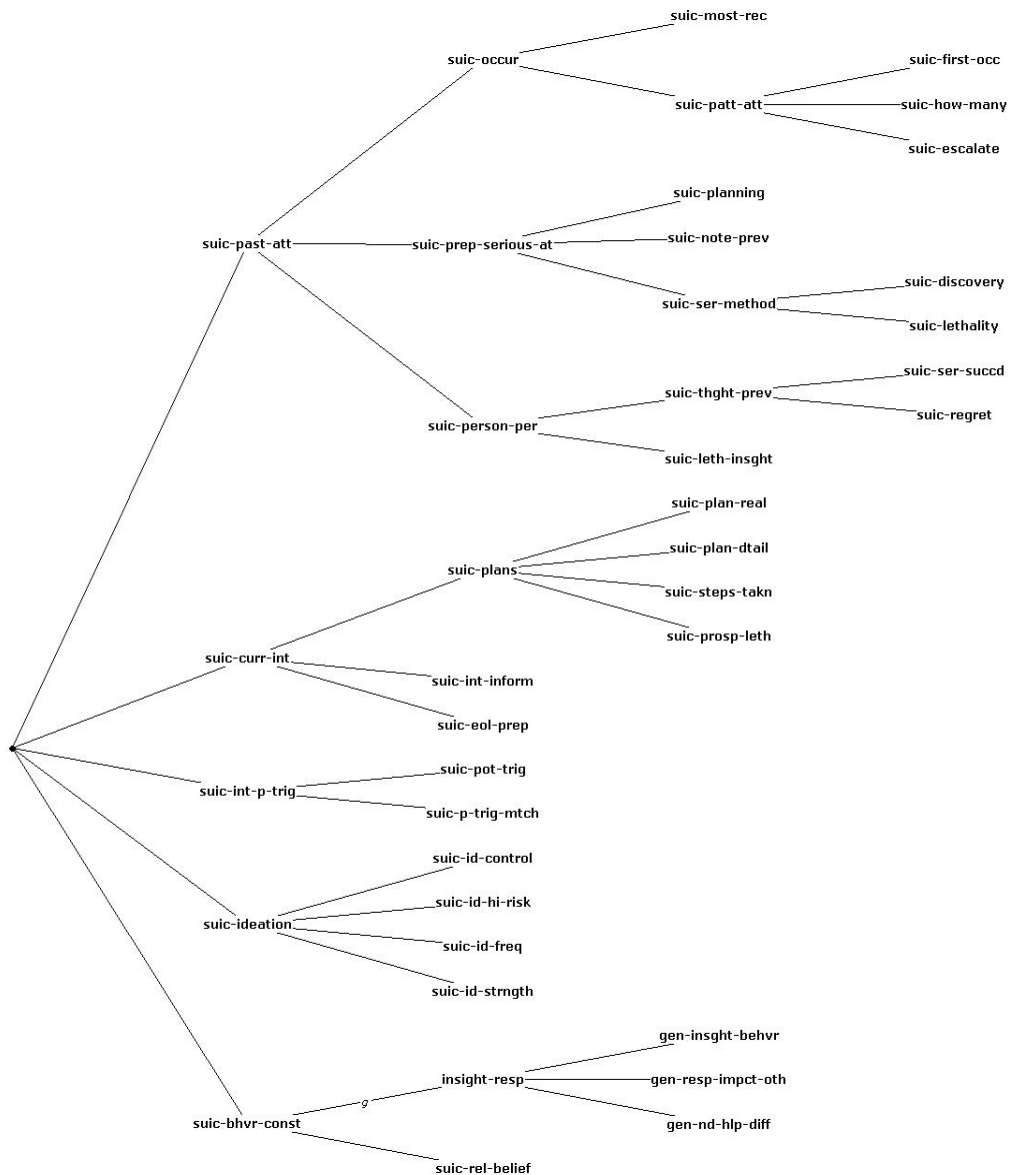 suic-most-rec
suic-occur
suic-first-occ
suic-patt-att
suic-how-many
suic-escalate
suic-planning
suic-past-att
suic-prep-serious-at
suic-note-prev
suic-discovery
suic-ser-method
suic-lethality
suic-ser-succd
suic-thght-prev
suic-regret
suic-person-per
suic-leth-insght
suic-plan-real
suic-plan-dtail
suic-plans
suic-steps-takn
suic-prosp-leth
suic-curr-int
suic-int-inform
suic-eol-prep
suic-pot-trig
suic-int-p-trig
suic-p-trig-mtch
suic-id-control
suic-id-hi-risk
suic-ideation
suic-id-freq
suic-id-strngth
gen-insght-behvr
insight-resp
gen-resp-impct-oth
g
suic-bhvr-const
gen-nd-hlp-diff
suic-rel-belief